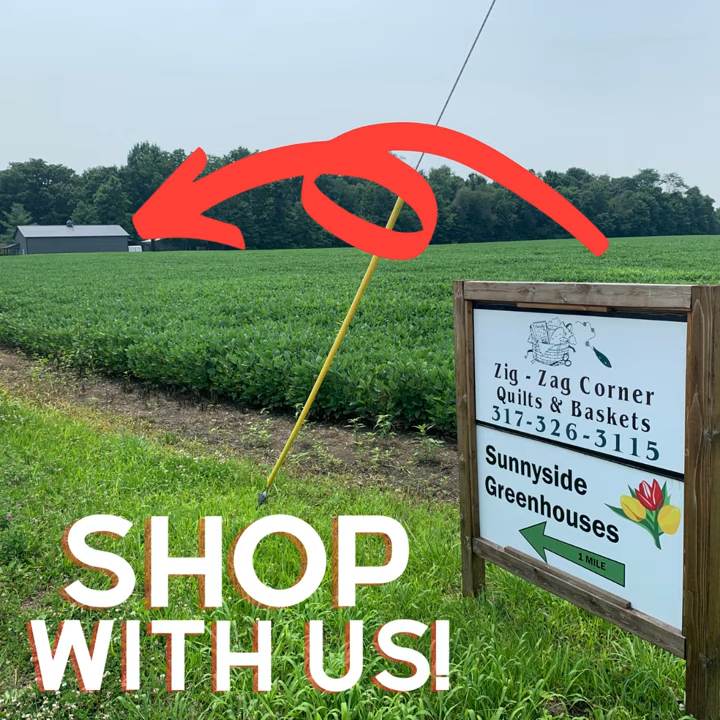 Zig - Zag Corner
Quilts & Baskets
317-326-3115
Sunnyside
Greenhouses
1 MILE
SHOP
WITH US!